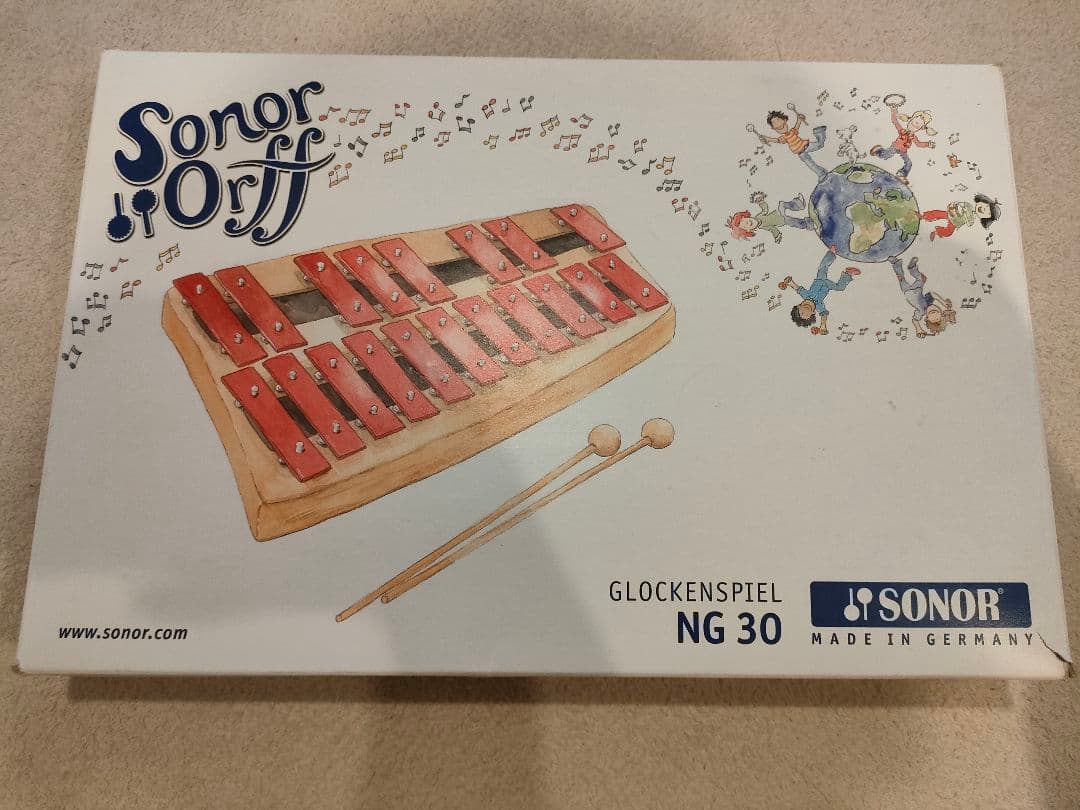 Sonor
Orff
GLOCKENSPIEL
NG 30
SONOR®
MADE IN GERMANY
www.sonor.com